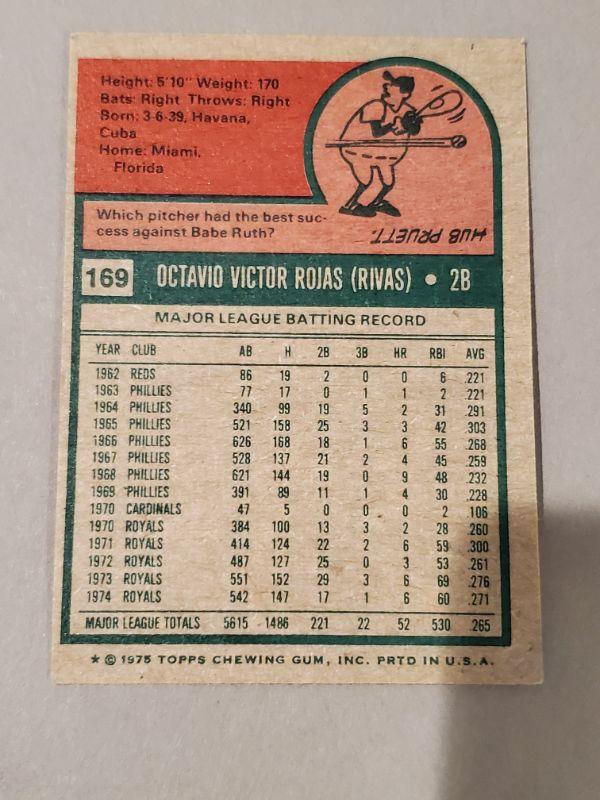 Height: 5'10" Weight: 170
Bats: Right Throws: Right
Born: 3-6-39, Havana,
Cuba
Home: Miami,
Florida
Which pitcher had the best suc-
cess against Babe Ruth?
HUB PRUETT.
169 OCTAVIO VICTOR ROJAS (RIVAS) • 2B
MAJOR LEAGUE BATTING RECORD
YEAR CLUB AB H 2B 3B HR RBI AVG
1962 REDS 86 19 2 0 0 6 .221
1963 PHILLIES 77 17 0 1 1 2 .221
1964 PHILLIES 340 99 19 5 2 31 .291
1965 PHILLIES 521 158 25 3 3 42 .303
1966 PHILLIES 626 168 18 1 6 55 .268
1967 PHILLIES 528 137 21 2 4 45 .259
1968 PHILLIES 621 144 19 0 9 48 .232
1969 PHILLIES 391 89 11 1 4 30 .228
1970 CARDINALS 47 5 0 0 0 2 .106
1970 ROYALS 384 100 13 3 2 28 .260
1971 ROYALS 414 124 22 2 6 59 .300
1972 ROYALS 487 127 25 0 3 53 .261
1973 ROYALS 551 152 29 3 6 69 .276
1974 ROYALS 542 147 17 1 6 60 .271
MAJOR LEAGUE TOTALS 5615 1486 221 22 52 530 .265
★ © 1975 TOPPS CHEWING GUM, INC. PRTD IN U.S.A.